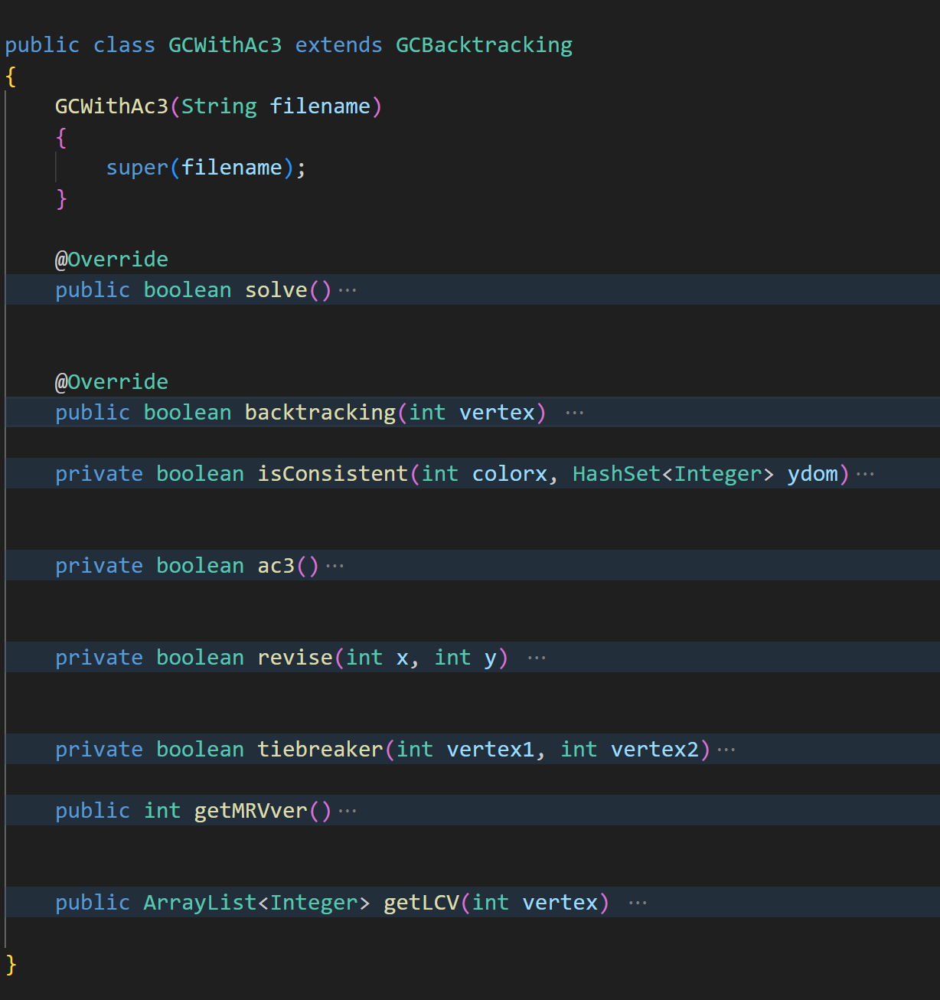 public class GCWithAc3 extends GCBacktracking
{
    GCWithAc3(String filename)
    {
        super(filename);
    }
    @Override
    public boolean solve()···
    @Override
    public boolean backtracking(int vertex) ···
    private boolean isConsistent(int colorx, HashSet<Integer> ydom)···
    private boolean ac3()···
    private boolean revise(int x, int y) ···
    private boolean tiebreaker(int vertex1, int vertex2)···
    public int getMRVver()···
    public ArrayList<Integer> getLCV(int vertex) ···
}